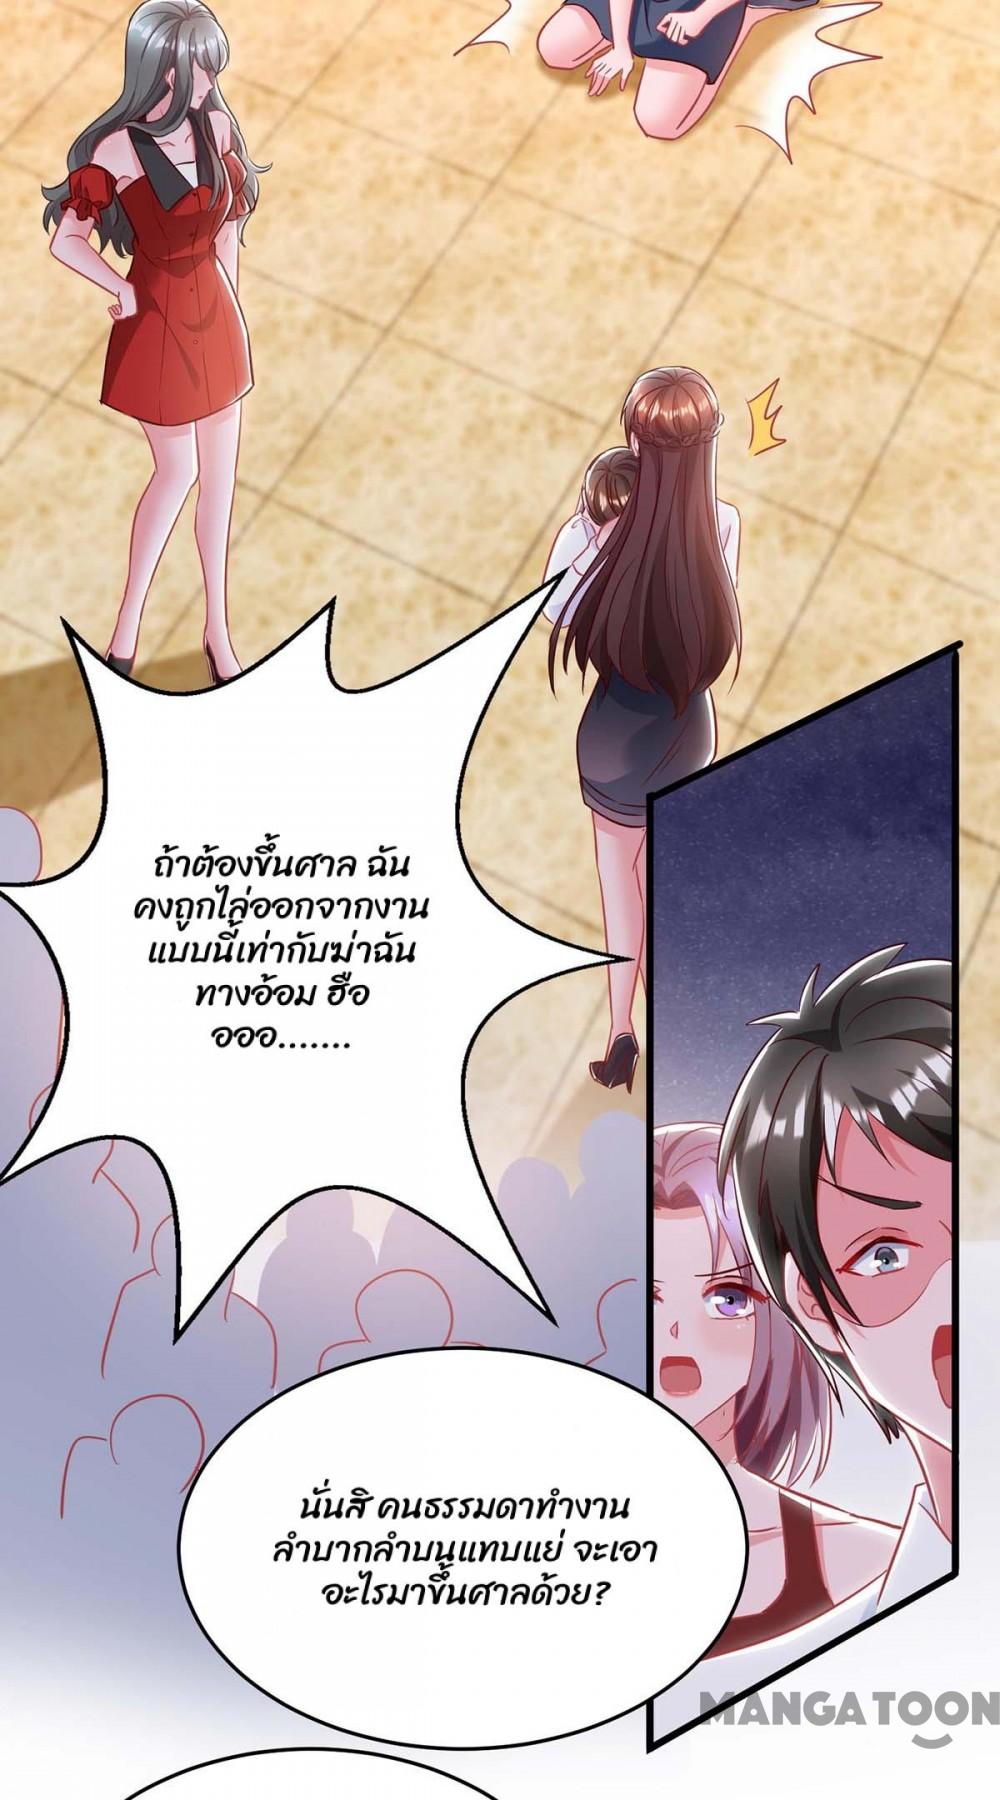 ถ้าต้องขึ้นศาล ฉัน
คงถูกไล่ออกจากงาน
แบบนี้เท่ากับฆ่าฉัน
ทางอ้อม ฮือ
ออออ.......
นั่นสิ คนธรรมดาทำงาน
ลำบากลำบนแทบแย่ จะเอา
อะไรมาขึ้นศาลด้วย?
MANGATOON